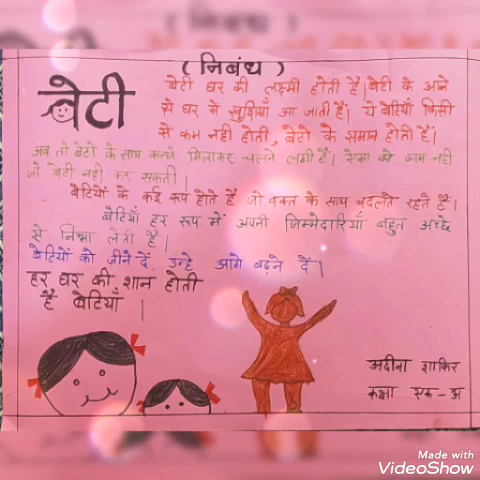 (निबंध)
बेटी
बेटी घर की लक्ष्मी होती है बेटी के आने
से घर में खुशियाँ आ जाती है। ये बेटियाँ किसी
से कम नही होती, बेटो के समान होती है।
अब तो बेटो के साथ कन्धे मिलाकर चलने लगी है। ऐसा को काम नही
जो बेटी नही कर सकती।
बेटियों के कई रूप होते है जो वक्त के साथ बदलते रहते है।
बेटियाँ हर रूप में अपनी जिम्मेदारियाँ बहुत अच्छे
से निभा लेती है।
बेटियों को जीने दें उन्हे आगे बढ़ने दें।
हर घर की शान होती
है बेटियाँ।
अदीबा शाकिर
कक्षा एक-अ
Made with
VideoShow